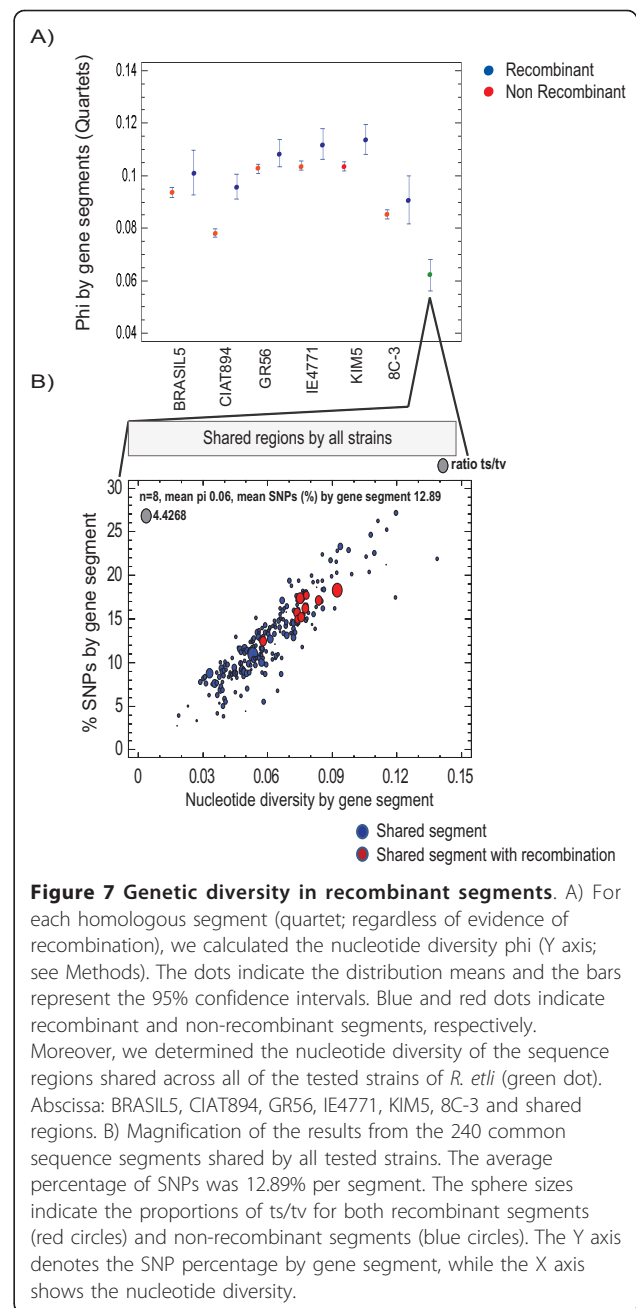 A)
Phi by gene segments (Quartets)
0.14
0.12
0.1
0.08
0.06
0.04
Recombinant
Non Recombinant
BRASIL5
CIAT894
GR56
IE4771
KIM5
8C-3
B)
Shared regions by all strains
ratio ts/tv
% SNPs by gene segment
30
25
20
15
10
5
0
n=8, mean pi 0.06, mean SNPs (%) by gene segment 12.89
4.4268
0 0.03 0.06 0.09 0.12 0.15
Nucleotide diversity by gene segment
Shared segment
Shared segment with recombination
Figure 7 Genetic diversity in recombinant segments. A) For
each homologous segment (quartet; regardless of evidence of
recombination), we calculated the nucleotide diversity phi (Y axis;
see Methods). The dots indicate the distribution means and the bars
represent the 95% confidence intervals. Blue and red dots indicate
recombinant and non-recombinant segments, respectively.
Moreover, we determined the nucleotide diversity of the sequence
regions shared across all of the tested strains of R. etli (green dot).
Abscissa: BRASIL5, CIAT894, GR56, IE4771, KIM5, 8C-3 and shared
regions. B) Magnification of the results from the 240 common
sequence segments shared by all tested strains. The average
percentage of SNPs was 12.89% per segment. The sphere sizes
indicate the proportions of ts/tv for both recombinant segments
(red circles) and non-recombinant segments (blue circles). The Y axis
denotes the SNP percentage by gene segment, while the X axis
shows the nucleotide diversity.